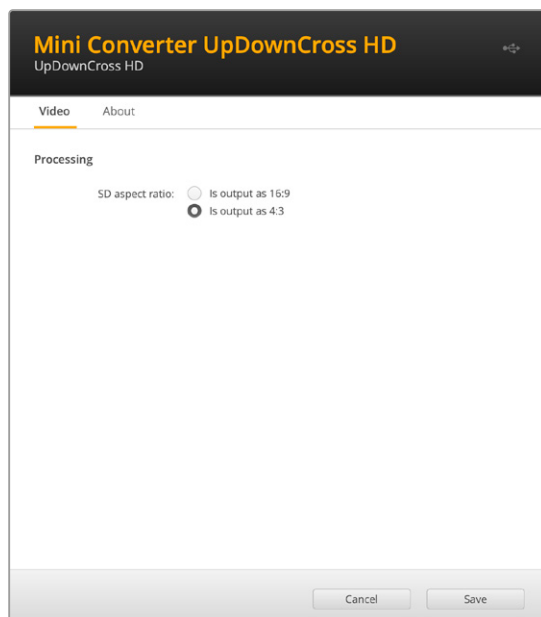 Mini Converter UpDownCross HD
UpDownCross HD
Video About
Processing
SD aspect ratio: Is output as 16:9
Is output as 4:3
Cancel Save